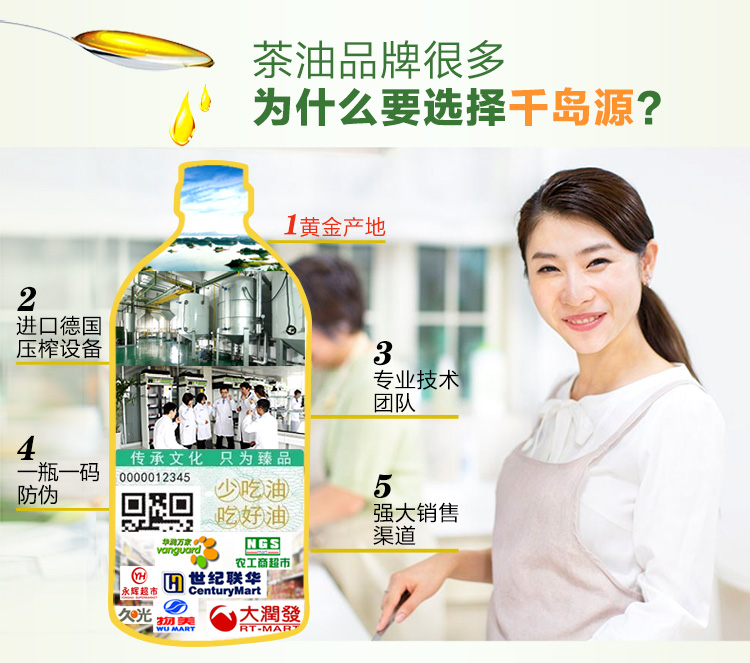 茶油品牌很多
为什么要选择千岛源?
1黄金产地
2
进口德国
压榨设备
3
专业技术
团队
4
一瓶一码
防伪
5
强大销售
渠道
传承文化 只为臻品
0000012345
少吃油
吃好油
华润万家
vanguard
NGS
农工商超市
YH
永辉超市
世纪联华
CenturyMart
久光
物美
WU MART
大潤發
RT-MART